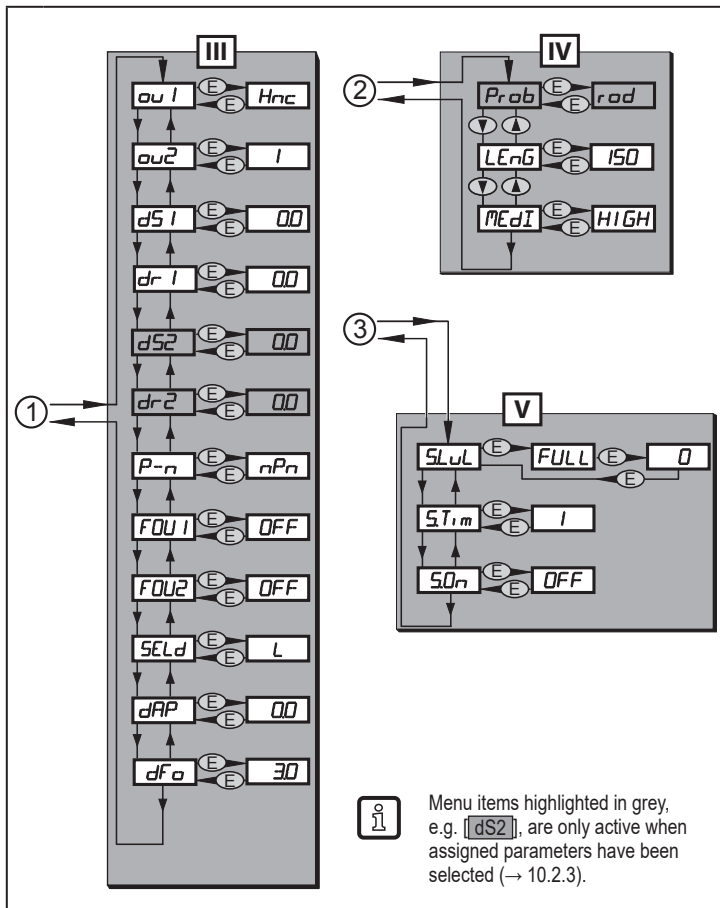 III
ou1 E Hnc
E
ou2 E 1
E
dS1 E 0.0
E
dr1 E 0.0
E
dS2 E 0.0
E
dr2 E 0.0
E
P-n E nPn
E
FOU1 E OFF
E
FOU2 E OFF
E
SELd E L
E
dAP E 0.0
E
dFo E 3.0
E
1
IV
2
Prob E rod
E
LEnG E 150
E
MEdI E HIGH
E
3
V
S.LvL E FULL E 0
E
S.Tim E 1
E
S.On E OFF
E
i
Menu items highlighted in grey,
e.g. [ dS2 ], are only active when
assigned parameters have been
selected (→ 10.2.3).